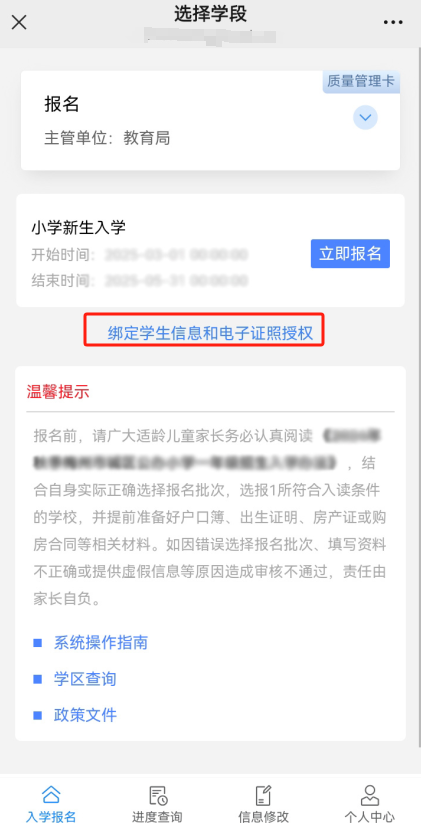 选择学段
质量管理卡
报名
主管单位：教育局
小学新生入学
开始时间：
立即报名
结束时间：
绑定学生信息和电子证照授权
温馨提示
报名前，请广大适龄儿童家长务必认真阅读
，结
合自身实际正确选择报名批次，选报1所符合入读条件
的学校，并提前准备好户口簿、出生证明、房产证或购
房合同等相关材料。如因错误选择报名批次、填写资料
不正确或提供虚假信息等原因造成审核不通过，责任由
家长自负。
系统操作指南
学区查询
政策文件
入学报名
进度查询
信息修改
个人中心